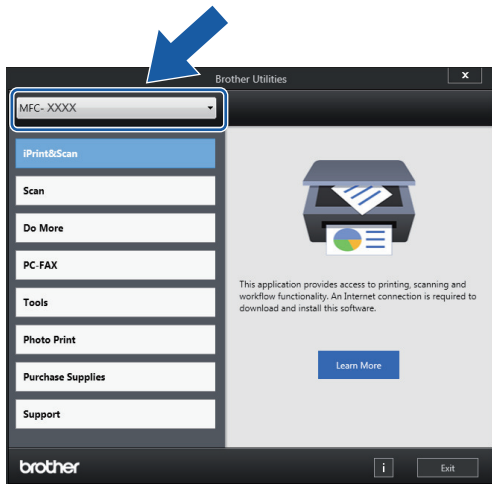 Brother Utilities
x
MFC- XXXX
iPrint&Scan
Scan
Do More
PC-FAX
Tools
Photo Print
Purchase Supplies
Support
This application provides access to printing, scanning and
workflow functionality. An Internet connection is required to
download and install this software.
Learn More
brother
i
Exit